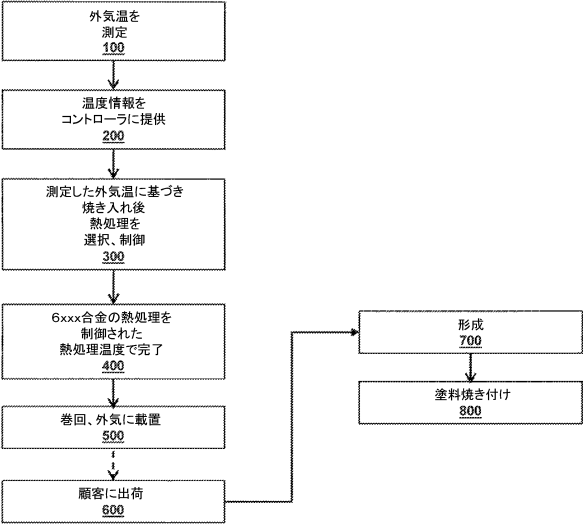 外気温を
測定
100
温度情報を
コントローラに提供
200
測定した外気温に基づき
焼き入れ後
熱処理を
選択、制御
300
６xxx合金の熱処理を
制御された
熱処理温度で完了
400
巻回、外気に載置
500
顧客に出荷
600
形成
700
塗料焼き付け
800